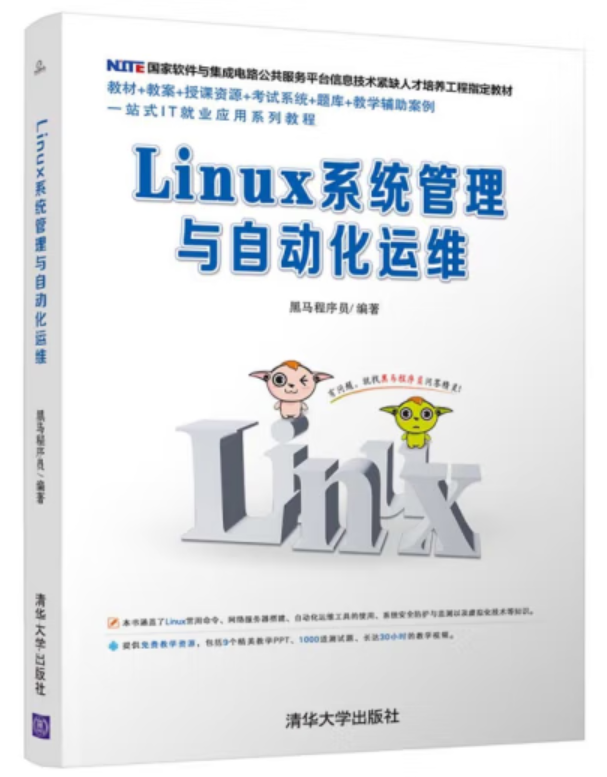 NITE国家软件与集成电路公共服务平台信息技术紧缺人才培养工程指定教材
教材+教案+授课资源+考试系统+题库+教学辅助案例
一站式IT就业应用系列教程
Linux系统管理
与自动化运维
黑马程序员/编著
有问题，就找黑马程序员问答精灵!
Linux
本书涵盖了Linux常用命令、网络服务器搭建、自动化运维工具的使用、系统安全防护与监测以及虚拟化技术等知识。
提供免费教学资源，包括9个精美教学PPT、1000道测试题、长达30小时的教学视频。
清华大学出版社
Linux系统管理与自动化运维
黑马程序员/编著
清华大学出版社